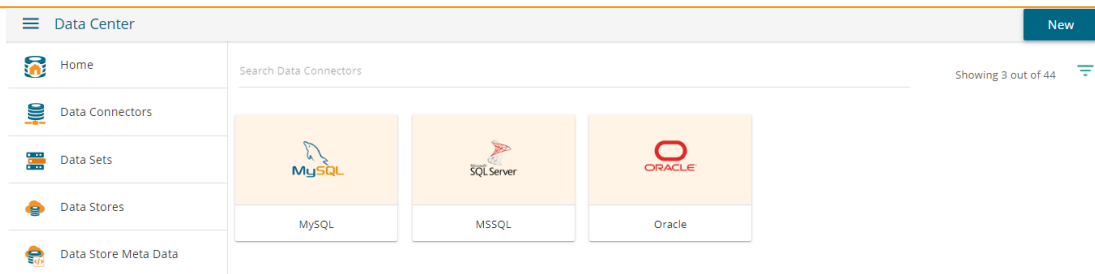 Data Center
New
Home
Data Connectors
Data Sets
Data Stores
Data Store Meta Data
Search Data Connectors
Showing 3 out of 44
MySQL
SQL Server
ORACLE
MySQL
MSSQL
Oracle